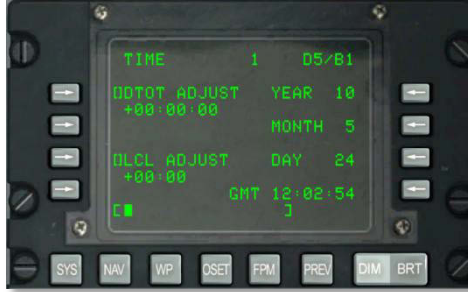 TIME 1 D5/B1
[]DTOT ADJUST YEAR 10
+00:00:00
MONTH 5
[]LCL ADJUST DAY 24
+00:00
GMT 12:02:54
[ ]
SYS NAV WP OSET FPM PREV DIM BRT